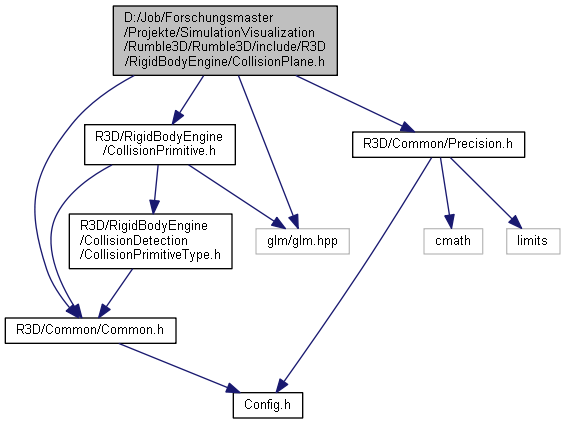 D:/Job/Forschungsmaster
/Projekte/SimulationVisualization
/Rumble3D/Rumble3D/include/R3D
/RigidBodyEngine/CollisionPlane.h
R3D/RigidBodyEngine
/CollisionPrimitive.h
R3D/Common/Precision.h
R3D/RigidBodyEngine
/CollisionDetection
/CollisionPrimitiveType.h
glm/glm.hpp
cmath
limits
R3D/Common/Common.h
Config.h